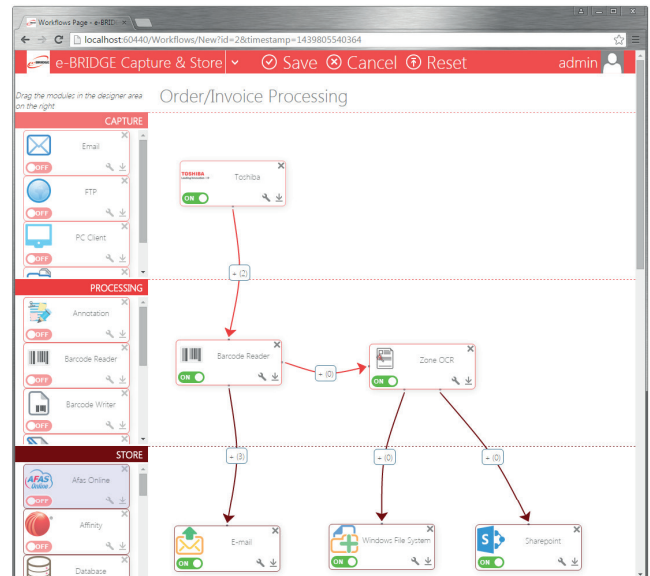 Workflows Page - e-BRID
localhost:60440/Workflows/New?id=2&timestamp=1439805540364
e-BRIDGE Capture & Store
Save
Cancel
Reset
admin
Drag the modules in the designer area
on the right
Order/Invoice Processing
CAPTURE
Email
OFF
FTP
OFF
PC Client
OFF
TOSHIBA
Toshiba
ON
+ (2)
PROCESSING
Annotation
OFF
Barcode Reader
OFF
Barcode Writer
OFF
Barcode Reader
ON
+ (0)
Zone OCR
ON
STORE
+ (3)
+ (0)
+ (0)
AFAS
Online
Afas Online
OFF
Affinity
OFF
Database
E-mail
ON
Windows File System
ON
S
Sharepoint
ON